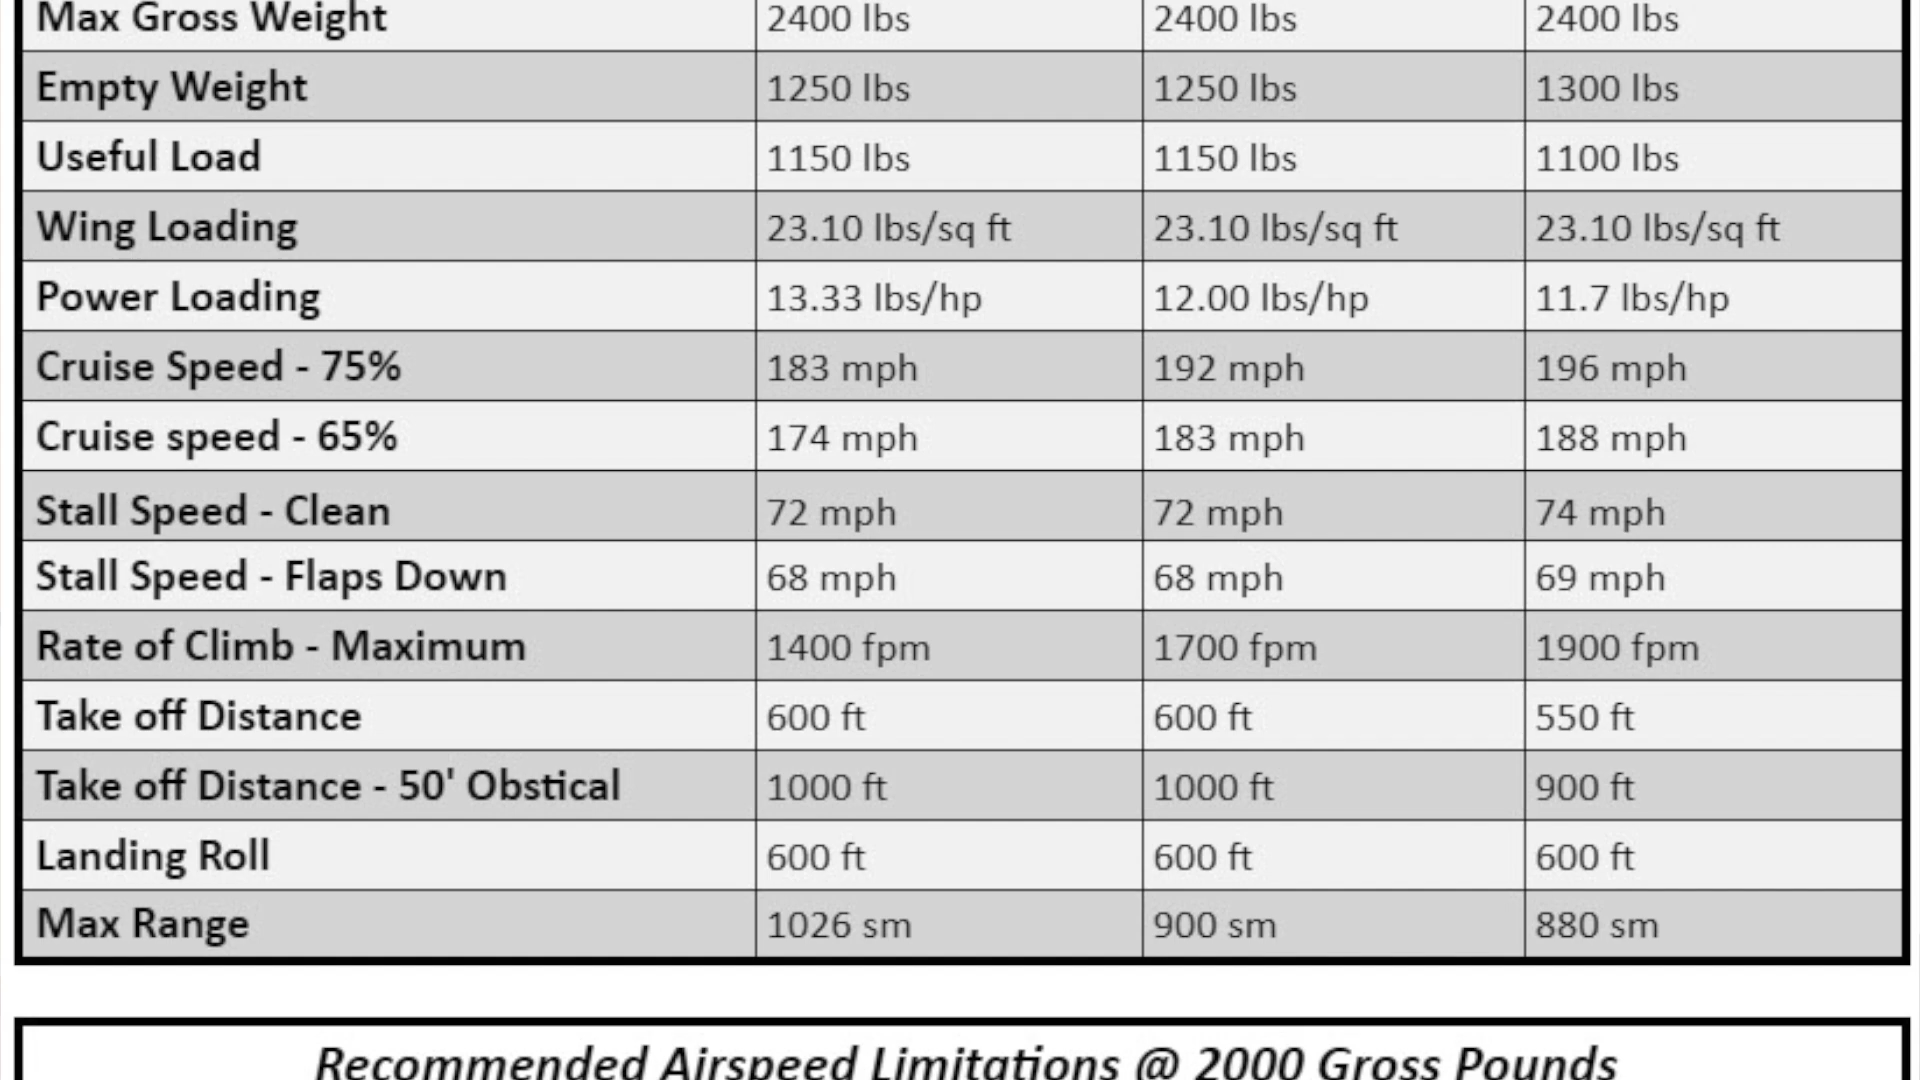 Max Gross Weight 2400 lbs 2400 lbs 2400 lbs
Empty Weight 1250 lbs 1250 lbs 1300 lbs
Useful Load 1150 lbs 1150 lbs 1100 lbs
Wing Loading 23.10 lbs/sq ft 23.10 lbs/sq ft 23.10 lbs/sq ft
Power Loading 13.33 lbs/hp 12.00 lbs/hp 11.7 lbs/hp
Cruise Speed - 75% 183 mph 192 mph 196 mph
Cruise speed - 65% 174 mph 183 mph 188 mph
Stall Speed - Clean 72 mph 72 mph 74 mph
Stall Speed - Flaps Down 68 mph 68 mph 69 mph
Rate of Climb - Maximum 1400 fpm 1700 fpm 1900 fpm
Take off Distance 600 ft 600 ft 550 ft
Take off Distance - 50' Obstical 1000 ft 1000 ft 900 ft
Landing Roll 600 ft 600 ft 600 ft
Max Range 1026 sm 900 sm 880 sm
Recommended Airspeed Limitations @ 2000 Gross Pounds